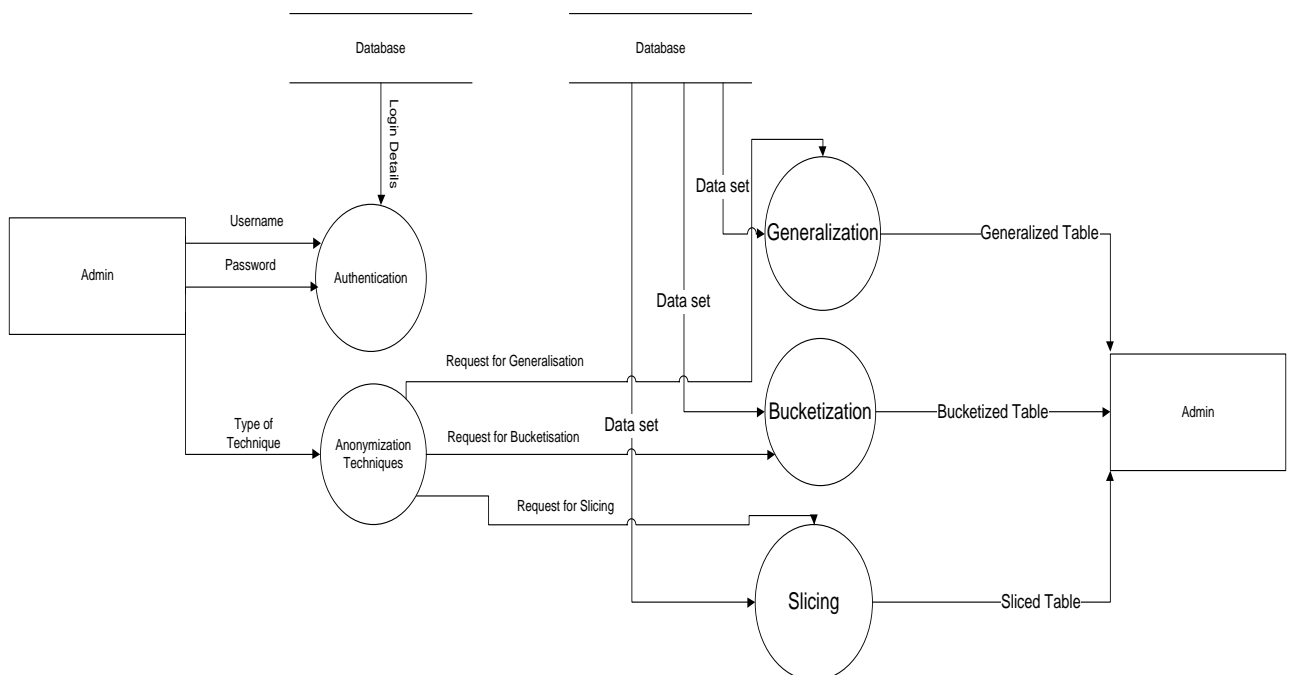 Database
Database
Login Details
Data set
Username
Generalization
Generalized Table
Password
Admin
Authentication
Data set
Request for Generalisation
Bucketization
Bucketized Table
Admin
Type of
Technique
Data set
Anonymization
Techniques
Request for Bucketisation
Request for Slicing
Slicing
Sliced Table